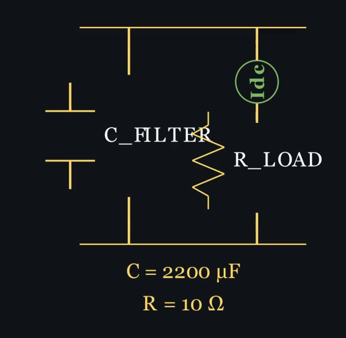 Idc
C_FILTER
R_LOAD
C = 2200 µF
R = 10 Ω